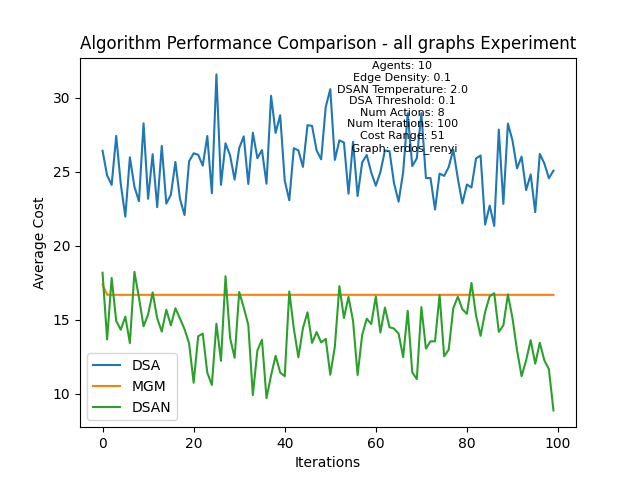 Algorithm Performance Comparison - all graphs Experiment
Agents: 10
Edge Density: 0.1
DSAN Temperature: 2.0
DSA Threshold: 0.1
Num Actions: 8
Num Iterations: 100
Cost Range: 51
Graph: erdos_renyi
30
25
20
15
10
Average Cost
DSA
MGM
DSAN
0 20 40 60 80 100
Iterations